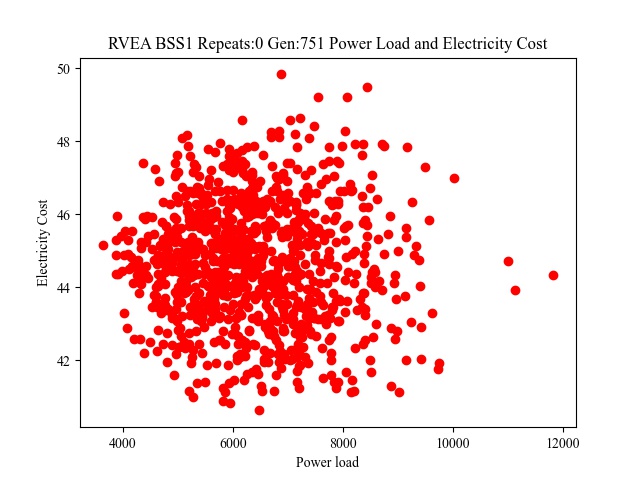 RVEA BSS1 Repeats:0 Gen:751 Power Load and Electricity Cost
50
48
46
44
42
Electricity Cost
4000 6000 8000 10000 12000
Power load